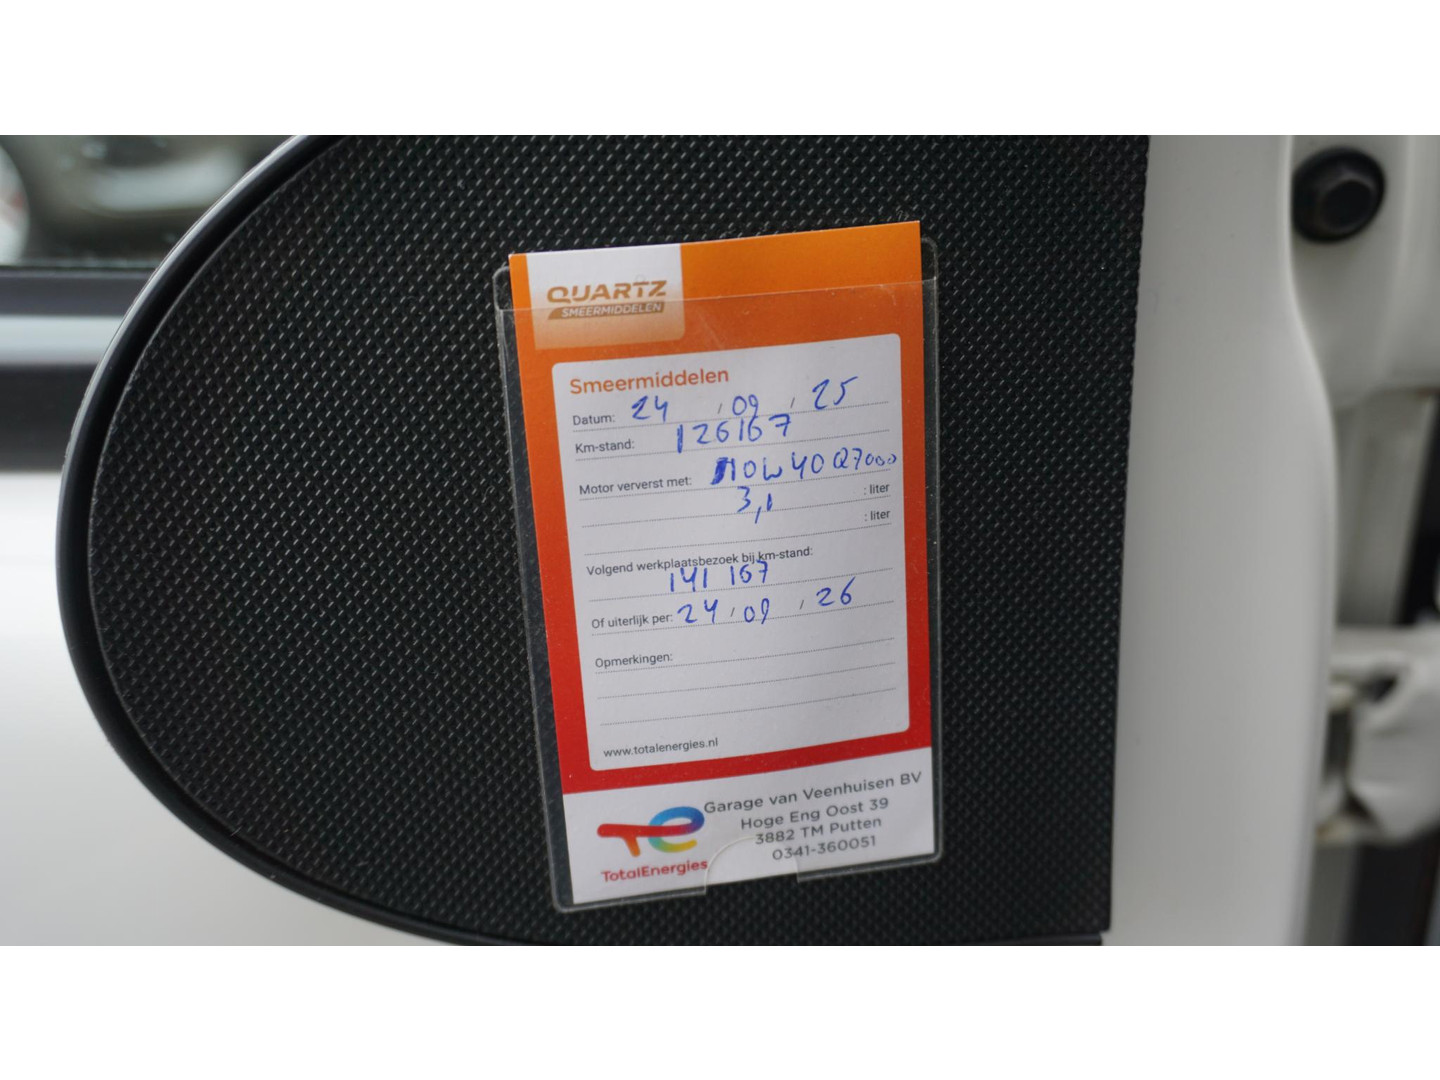 QUARTZ
SMEERMIDDELEN
Smeermiddelen
Datum: 24 / 09 / 25
Km-stand: 126167
Motor ververst met: 10W40 Q7000
3,1 : liter
: liter
Volgend werkplaatsbezoek bij km-stand:
141 167
Of uiterlijk per: 24 / 09 / 26
Opmerkingen:
www.totalenergies.nl
TotalEnergies
Garage van Veenhuisen BV
Hoge Eng Oost 39
3882 TM Putten
0341-360051